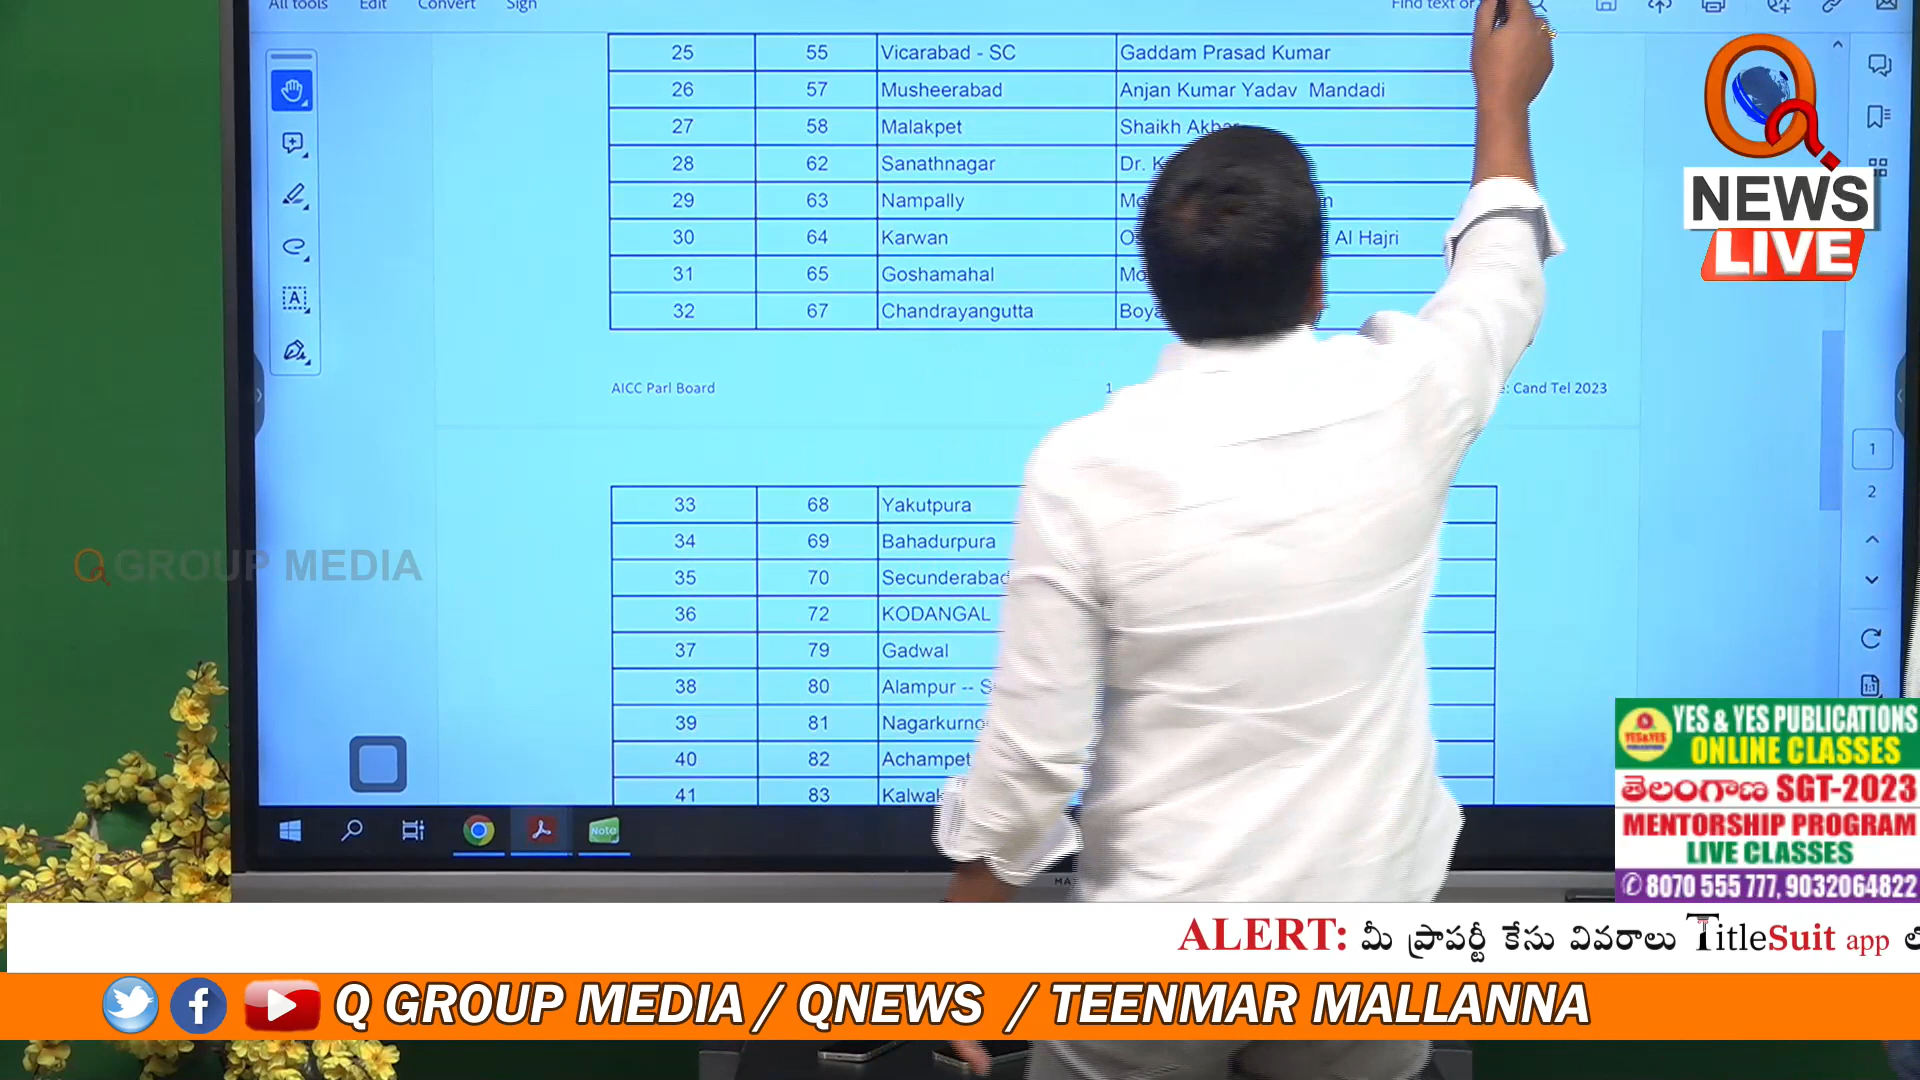 All tools Edit Convert Sign
Find text or
25 55 Vicarabad - SC Gaddam Prasad Kumar
26 57 Musheerabad Anjan Kumar Yadav Mandadi
27 58 Malakpet Shaikh
28 62 Sanathnagar Dr.
29 63 Nampally
30 64 Karwan Al Hajri
31 65 Goshamahal
32 67 Chandrayangutta
AICC Parl Board 1 Cand Tel 2023
33 68 Yakutpura
34 69 Bahadurpura
35 70 Secunderabad
36 72 KODANGAL
37 79 Gadwal
38 80 Alampur --
39 81
40 82 Achampet
41 83
1
2
Note
Q
NEWS
LIVE
Q GROUP MEDIA
YES & YES PUBLICATIONS
ONLINE CLASSES
తెలంగాణ SGT-2023
MENTORSHIP PROGRAM
LIVE CLASSES
8070 555 777, 9032064822
ALERT: మీ ప్రాపర్టీ కేసు వివరాలు TitleSuit app
Q GROUP MEDIA / QNEWS / TEENMAR MALLANNA